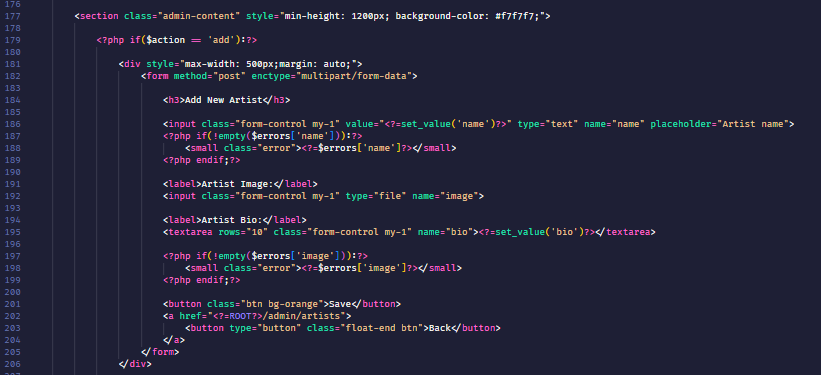 176
177 <section class="admin-content" style="min-height: 1200px; background-color: #f7f7f7;">
178
179 <?php if($action == 'add'):?>
180
181 <div style="max-width: 500px;margin: auto;">
182 <form method="post" enctype="multipart/form-data">
183
184 <h3>Add New Artist</h3>
185
186 <input class="form-control my-1" value="<?=set_value('name')?>" type="text" name="name" placeholder="Artist name">
187 <?php if(!empty($errors['name'])):?>
188 <small class="error"><?=$errors['name']?></small>
189 <?php endif;?>
190
191 <label>Artist Image:</label>
192 <input class="form-control my-1" type="file" name="image">
193
194 <label>Artist Bio:</label>
195 <textarea rows="10" class="form-control my-1" name="bio"><?=set_value('bio')?></textarea>
196
197 <?php if(!empty($errors['image'])):?>
198 <small class="error"><?=$errors['image']?></small>
199 <?php endif;?>
200
201 <button class="btn bg-orange">Save</button>
202 <a href="<?=ROOT?>/admin/artists">
203 <button type="button" class="float-end btn">Back</button>
204 </a>
205 </form>
206 </div>
207